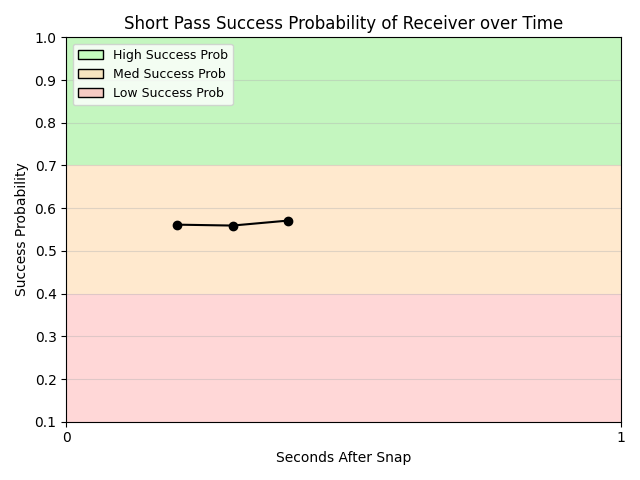 Short Pass Success Probability of Receiver over Time
High Success Prob
Med Success Prob
Low Success Prob
Success Probability
1.0
0.9
0.8
0.7
0.6
0.5
0.4
0.3
0.2
0.1
0
1
Seconds After Snap